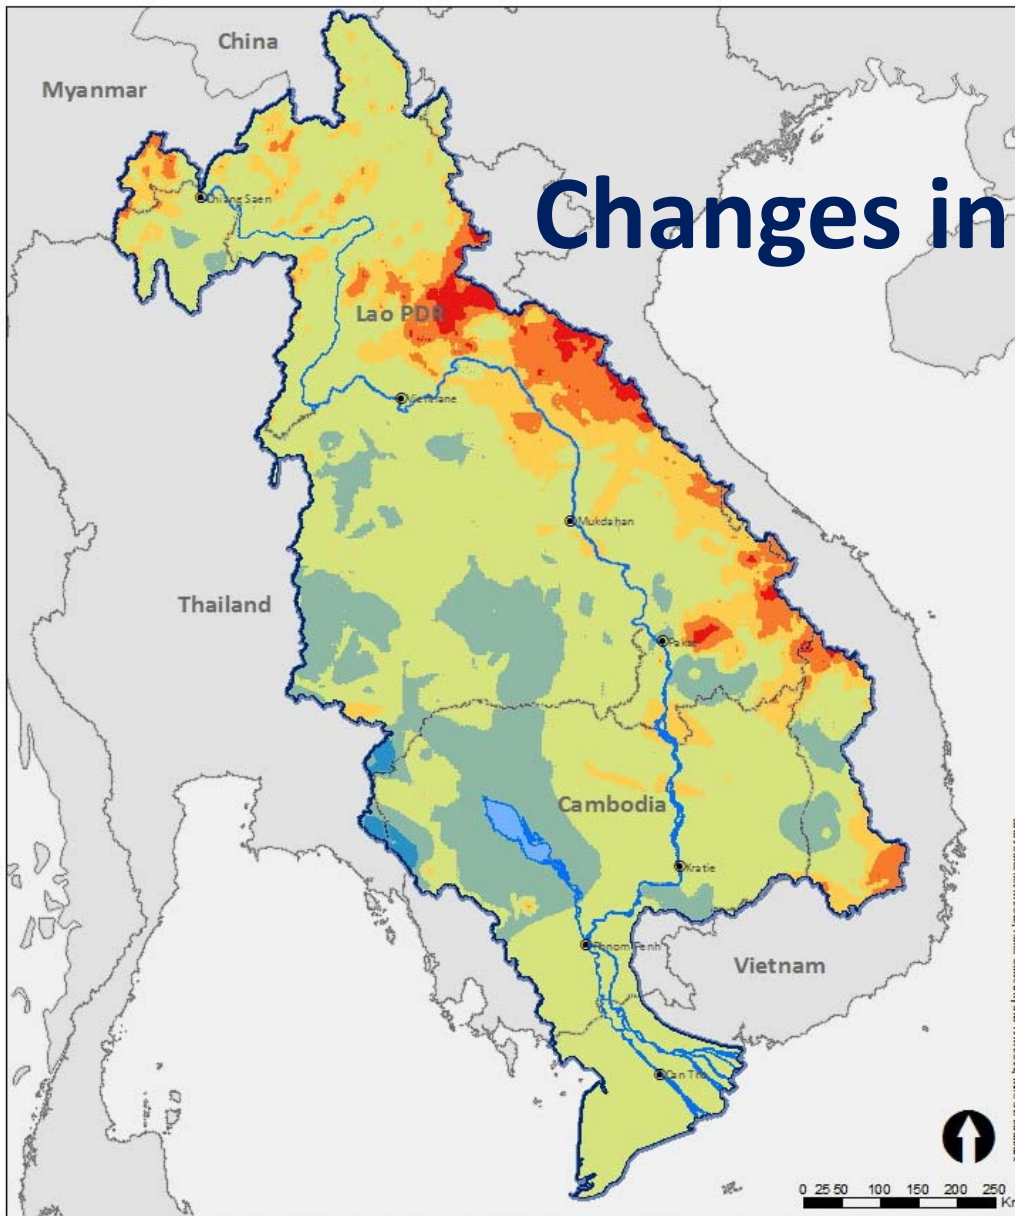 China
Myanmar
Changes in
Chiang Saen
Lao PDR
Vientiane
Mukdahan
Thailand
Pakse
Cambodia
Kratie
Phnom Penh
Vietnam
Can Tho
0 25 50 100 150 200 250
Km